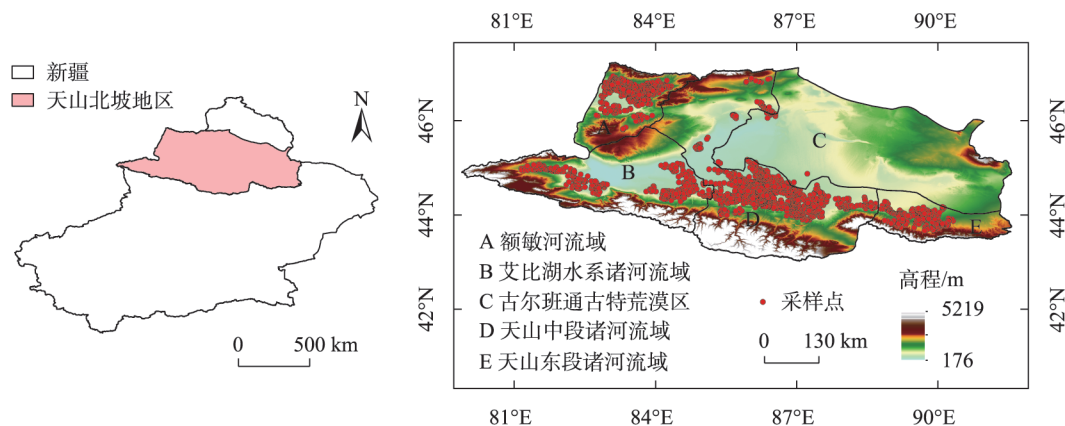 新疆
天山北坡地区
N
0 500 km
81°E 84°E 87°E 90°E
46°N 46°N
44°N 44°N
42°N 42°N
A
B
C
D
E
A 额敏河流域
B 艾比湖水系诸河流域
C 古尔班通古特荒漠区
D 天山中段诸河流域
E 天山东段诸河流域
采样点
0 130 km
高程/m
5219
176
81°E 84°E 87°E 90°E